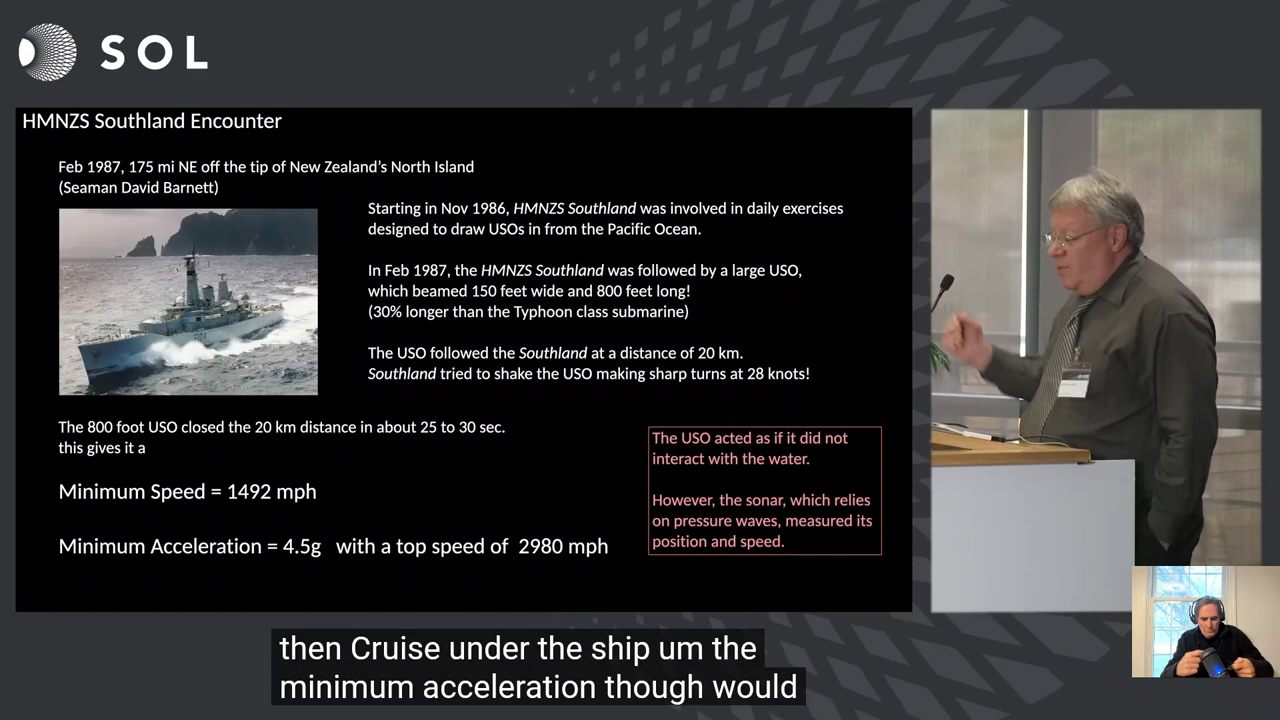 SOL
HMNZS Southland Encounter
Feb 1987, 175 mi NE off the tip of New Zealand's North Island
(Seaman David Barnett)
Starting in Nov 1986, HMNZS Southland was involved in daily exercises
designed to draw USOs in from the Pacific Ocean.
In Feb 1987, the HMNZS Southland was followed by a large USO,
which beamed 150 feet wide and 800 feet long!
(30% longer than the Typhoon class submarine)
The USO followed the Southland at a distance of 20 km.
Southland tried to shake the USO making sharp turns at 28 knots!
The 800 foot USO closed the 20 km distance in about 25 to 30 sec.
this gives it a
Minimum Speed = 1492 mph
Minimum Acceleration = 4.5g with a top speed of 2980 mph
The USO acted as if it did not
interact with the water.
However, the sonar, which relies
on pressure waves, measured its
position and speed.
then Cruise under the ship um the
minimum acceleration though would